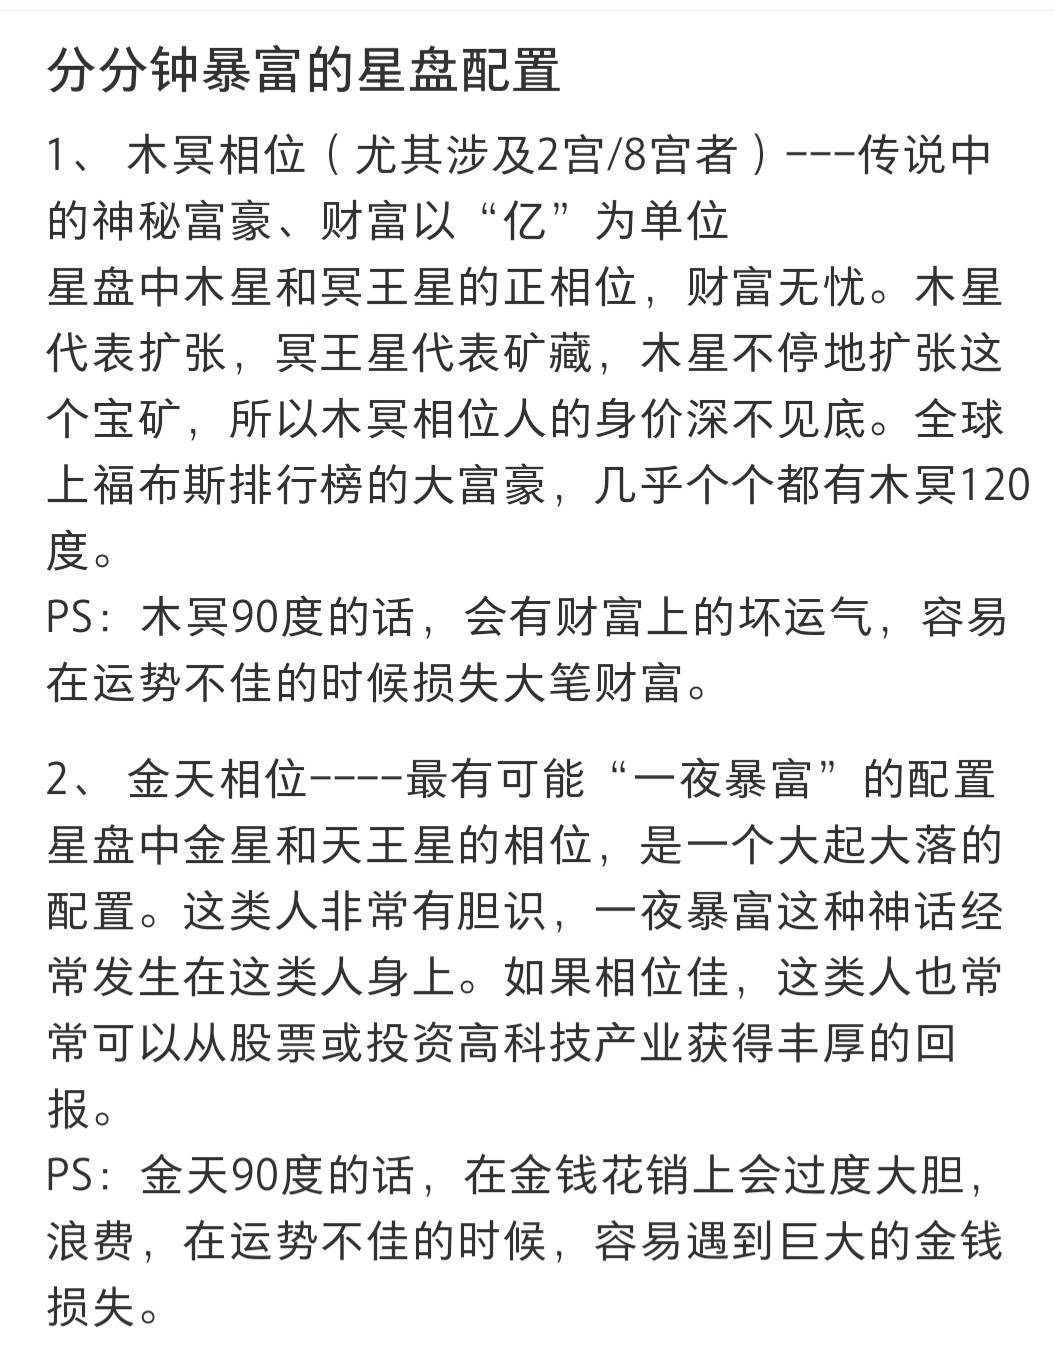 分分钟暴富的星盘配置
1、 木冥相位（尤其涉及2宫/8宫者）---传说中
的神秘富豪、财富以“亿”为单位
星盘中木星和冥王星的正相位，财富无忧。木星
代表扩张，冥王星代表矿藏，木星不停地扩张这
个宝矿，所以木冥相位人的身价深不见底。全球
上福布斯排行榜的大富豪，几乎个个都有木冥120
度。
PS：木冥90度的话，会有财富上的坏运气，容易
在运势不佳的时候损失大笔财富。
2、 金天相位----最有可能“一夜暴富”的配置
星盘中金星和天王星的相位，是一个大起大落的
配置。这类人非常有胆识，一夜暴富这种神话经
常发生在这类人身上。如果相位佳，这类人也常
常可以从股票或投资高科技产业获得丰厚的回
报。
PS：金天90度的话，在金钱花销上会过度大胆，
浪费，在运势不佳的时候，容易遇到巨大的金钱
损失。